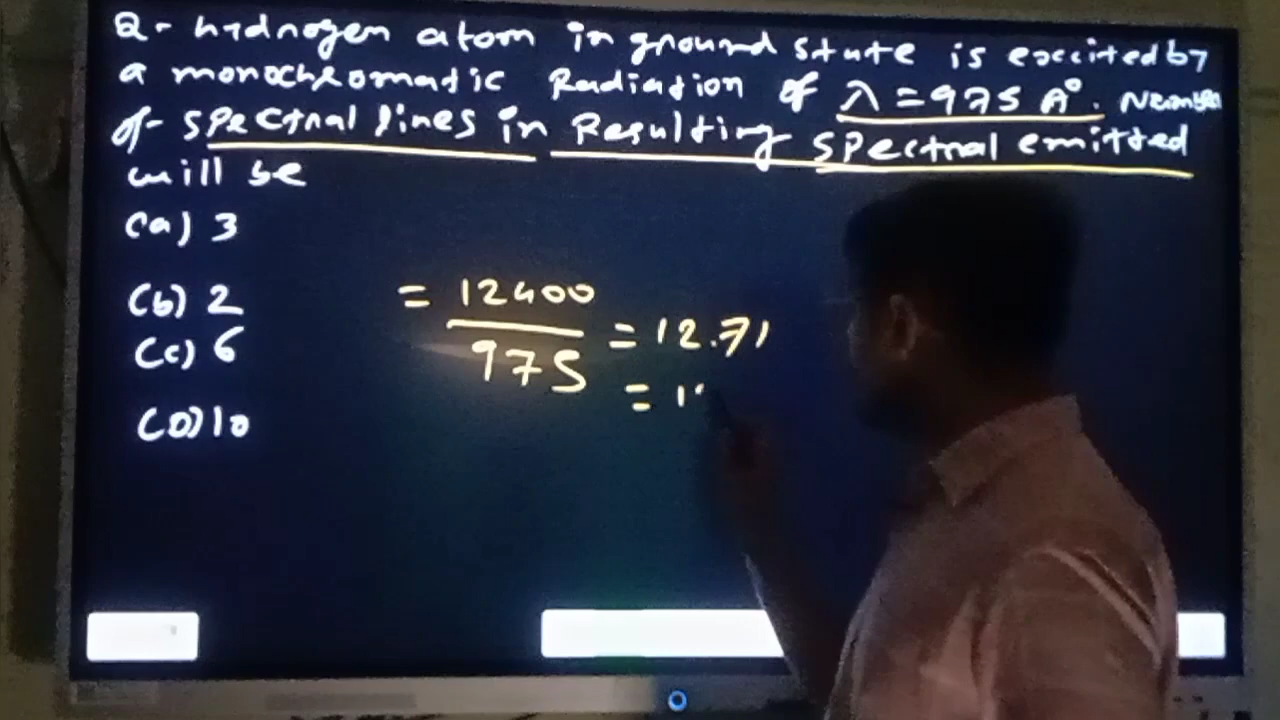 Q- hydrogen atom in ground state is excited by
a monochromatic Radiation of λ = 975 A°. Number
of spectral lines in Resulting spectral emitted
will be
(a) 3
(b) 2
(c) 6
(D) 10
= 12400
975
= 12.71
= 1